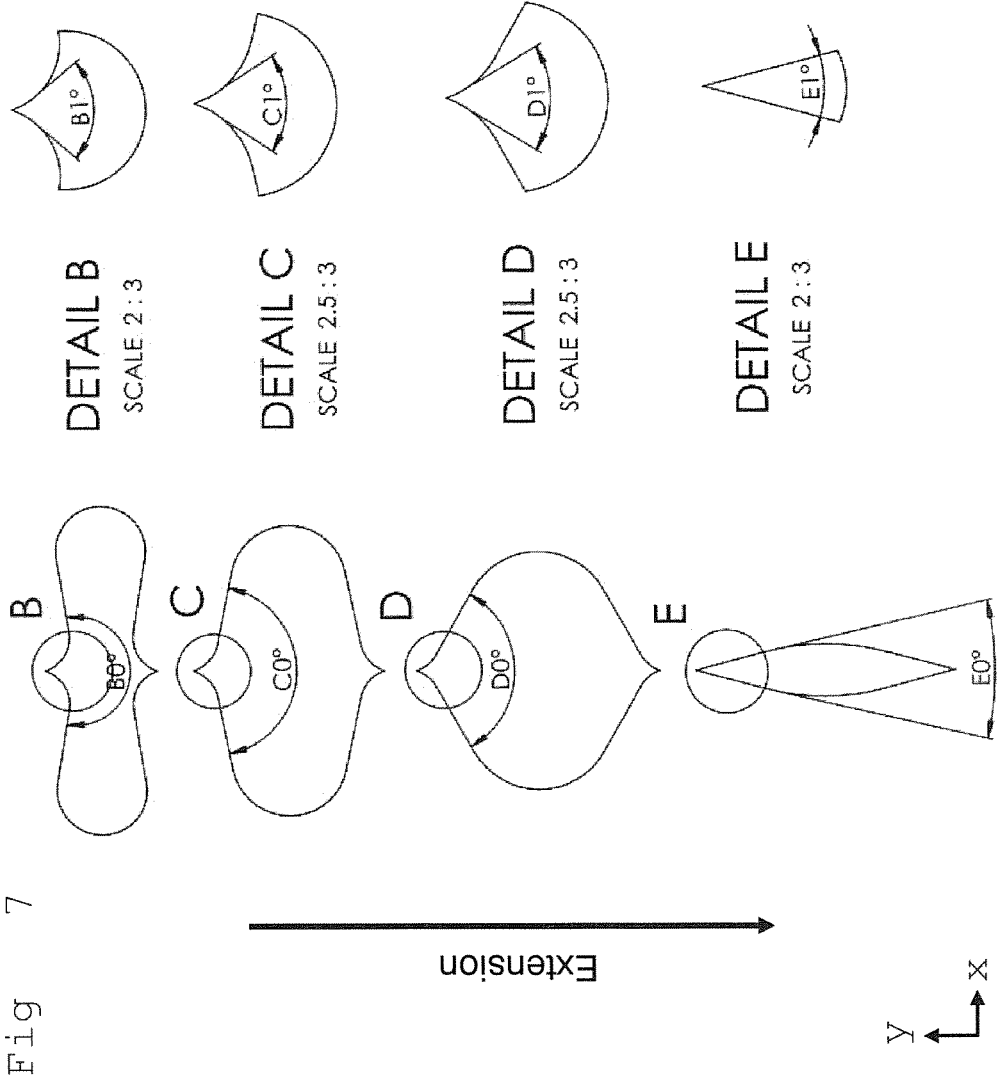 Fig 7
B
B0°
C
C0°
D
D0°
E
E0°
DETAIL B
SCALE 2 : 3
DETAIL C
SCALE 2.5 : 3
DETAIL D
SCALE 2.5 : 3
DETAIL E
SCALE 2 : 3
B1°
C1°
D1°
E1°
Extension
y
x